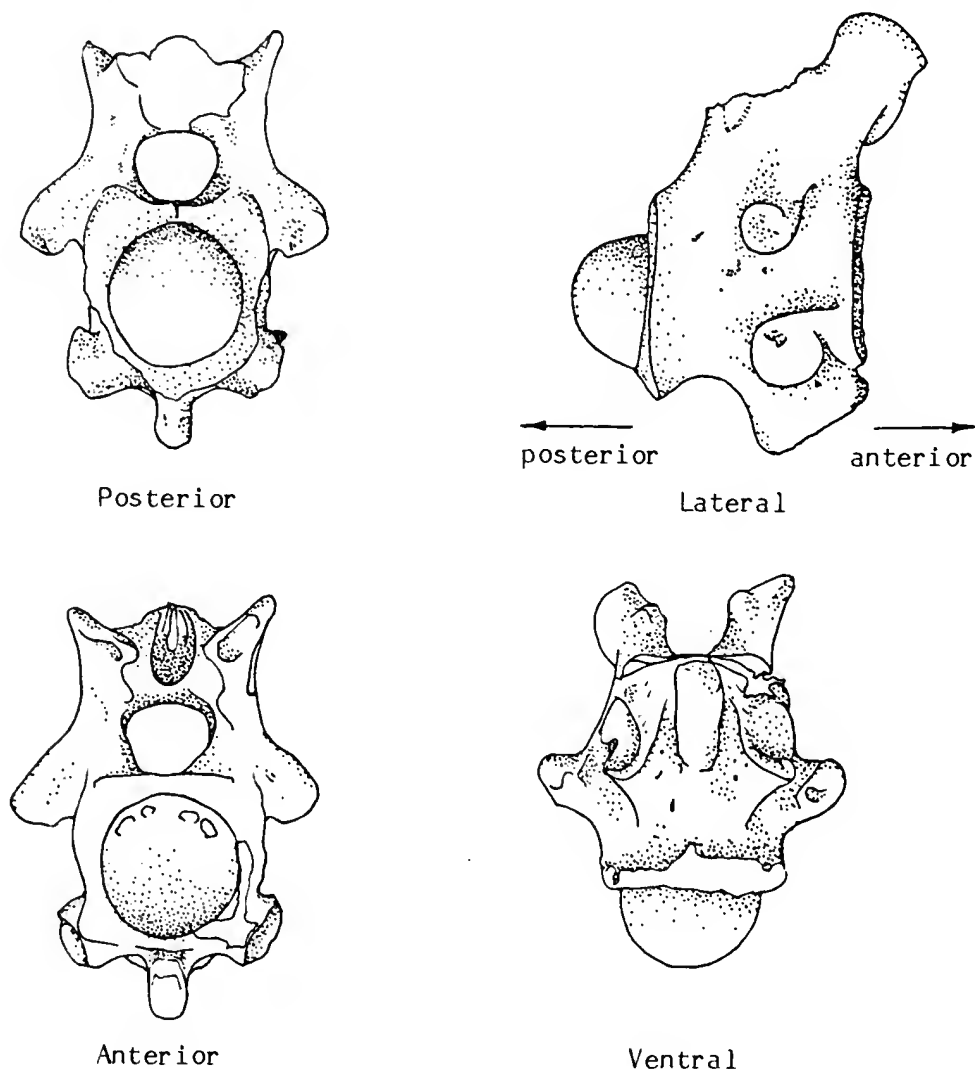 posterior
anterior
Posterior
Lateral
Anterior
Ventral